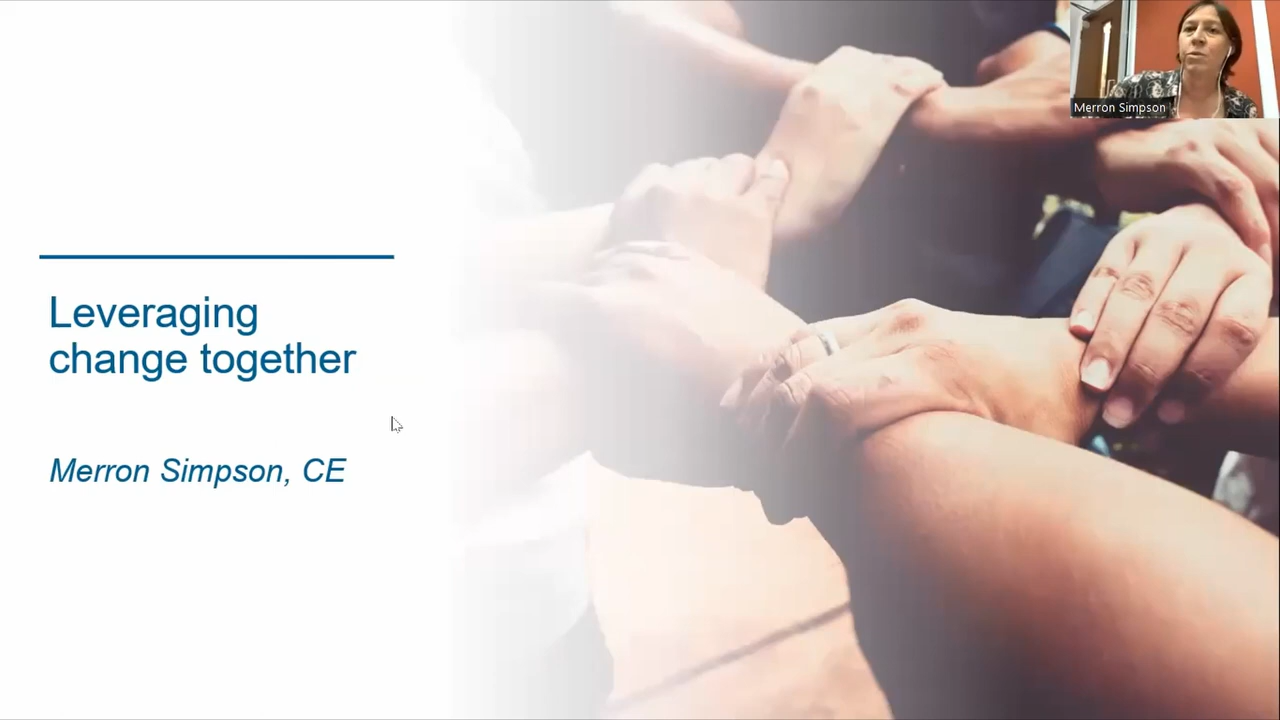 Merron Simpson
Leveraging
change together
Merron Simpson, CE